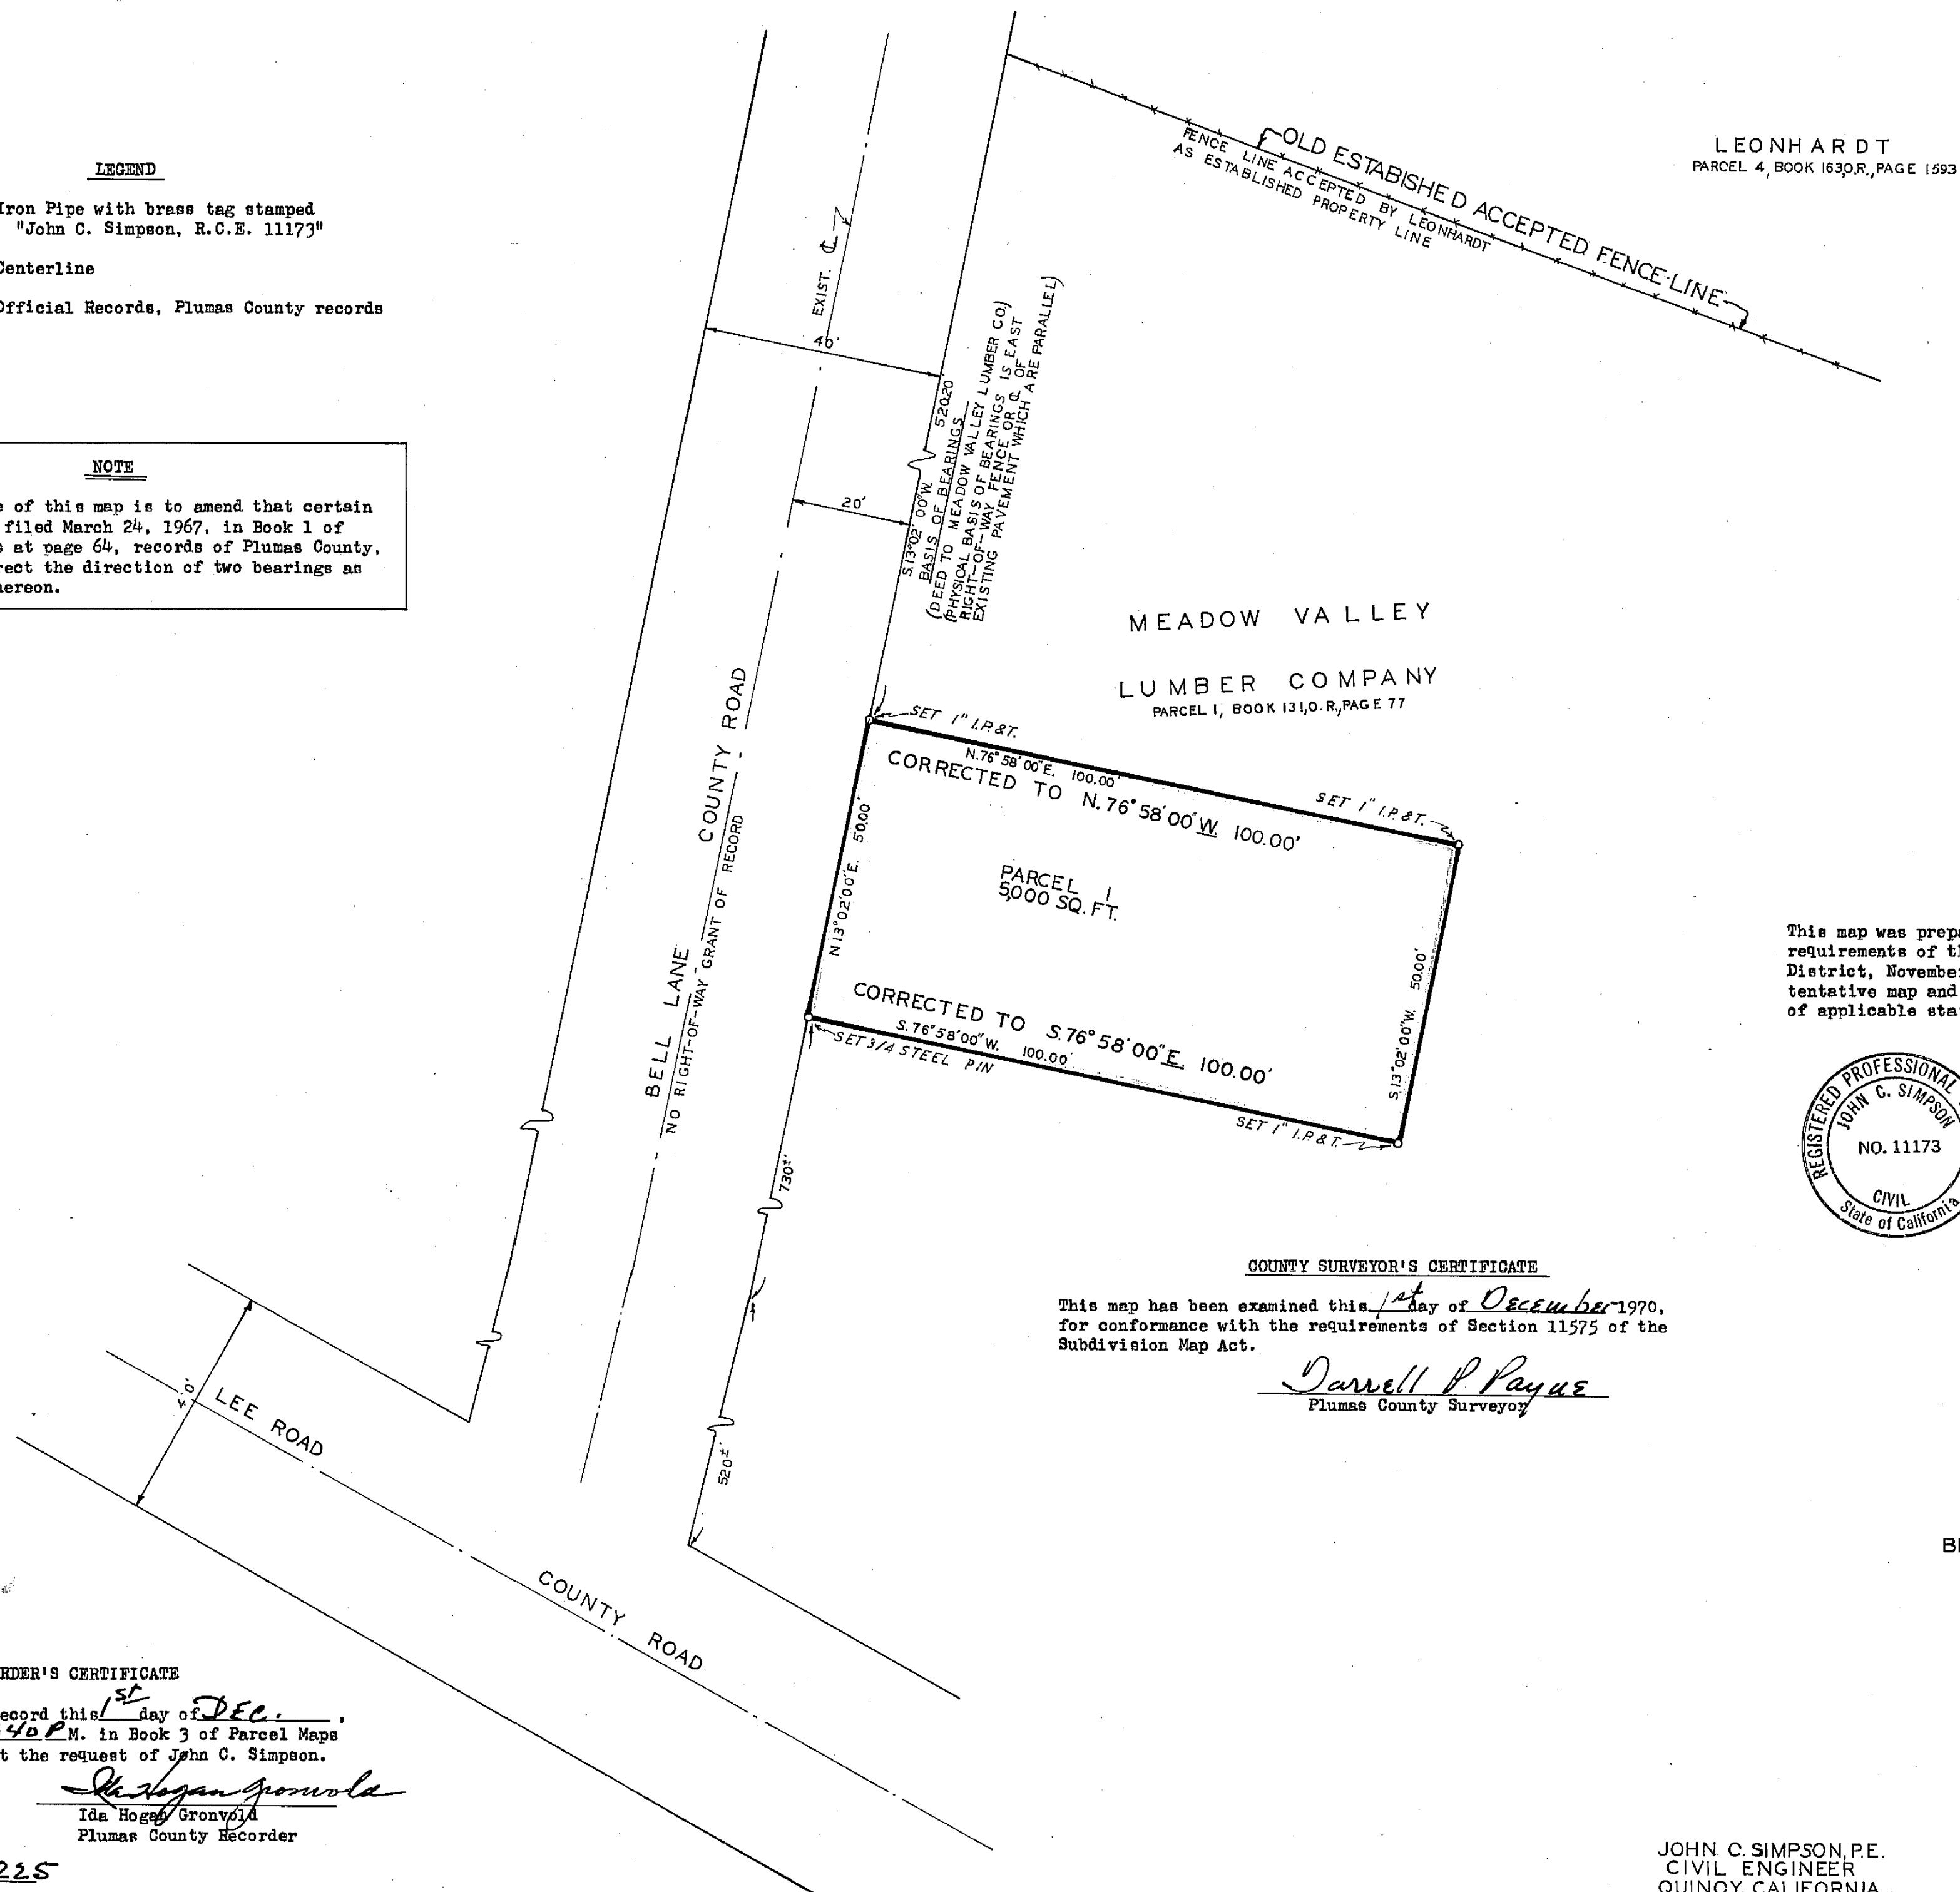 LEGEND
Iron Pipe with brass tag stamped
"John C. Simpson, R.C.E. 11173"
Centerline
Official Records, Plumas County records
NOTE
of this map is to amend that certain
filed March 24, 1967, in Book 1 of
at page 64, records of Plumas County,
the direction of two bearings as
EXIST. ℄
40'
20'
S.13°02'00"W. 520.20'
BASIS OF BEARINGS
(DEED TO MEADOW VALLEY LUMBER CO.)
(PHYSICAL BASIS OF BEARINGS IS EAST
RIGHT-OF-WAY FENCE OR ℄ OF
EXISTING PAVEMENT WHICH ARE PARALLEL)
OLD ESTABISHED ACCEPTED FENCE LINE
FENCE LINE ACCEPTED BY LEONHARDT
AS ESTABLISHED PROPERTY LINE
LEONHARDT
PARCEL 4, BOOK 163,O.R., PAGE 1593
MEADOW VALLEY
LUMBER COMPANY
PARCEL 1, BOOK 131,O.R., PAGE 77
SET 1" I.P.&T.
N.76°58'00"E. 100.00'
CORRECTED TO N.76°58'00"W. 100.00'
SET 1" I.P.&T.
N13°02'00"E. 50.00'
PARCEL 1
5,000 SQ.FT.
S.13°02'00"W. 50.00'
CORRECTED TO S.76°58'00"E. 100.00'
S.76°58'00"W. 100.00'
SET 3/4 STEEL PIN
SET 1" I.P.&T.
BELL LANE COUNTY ROAD
NO RIGHT-OF-WAY GRANT OF RECORD
730±'
520±'
40'
LEE ROAD
COUNTY ROAD
This map was
requirements of
District,
tentative map and
of applicable
REGISTERED PROFESSIONAL
JOHN C. SIMPSON
NO. 11173
CIVIL
State of California
COUNTY SURVEYOR'S CERTIFICATE
This map has been examined this 1st day of December 1970,
for conformance with the requirements of Section 11575 of the
Subdivision Map Act.
Darrell P. Payne
Plumas County Surveyor
CERTIFICATE
this 1st day of DEC.,
40 P M. in Book 3 of Parcel Maps
the request of John C. Simpson.
Ida Hogan Gronvold
Ida Hogan Gronvold
Plumas County Recorder
225
JOHN C. SIMPSON, P.E.
CIVIL ENGINEER
QUINCY, CALIFORNIA